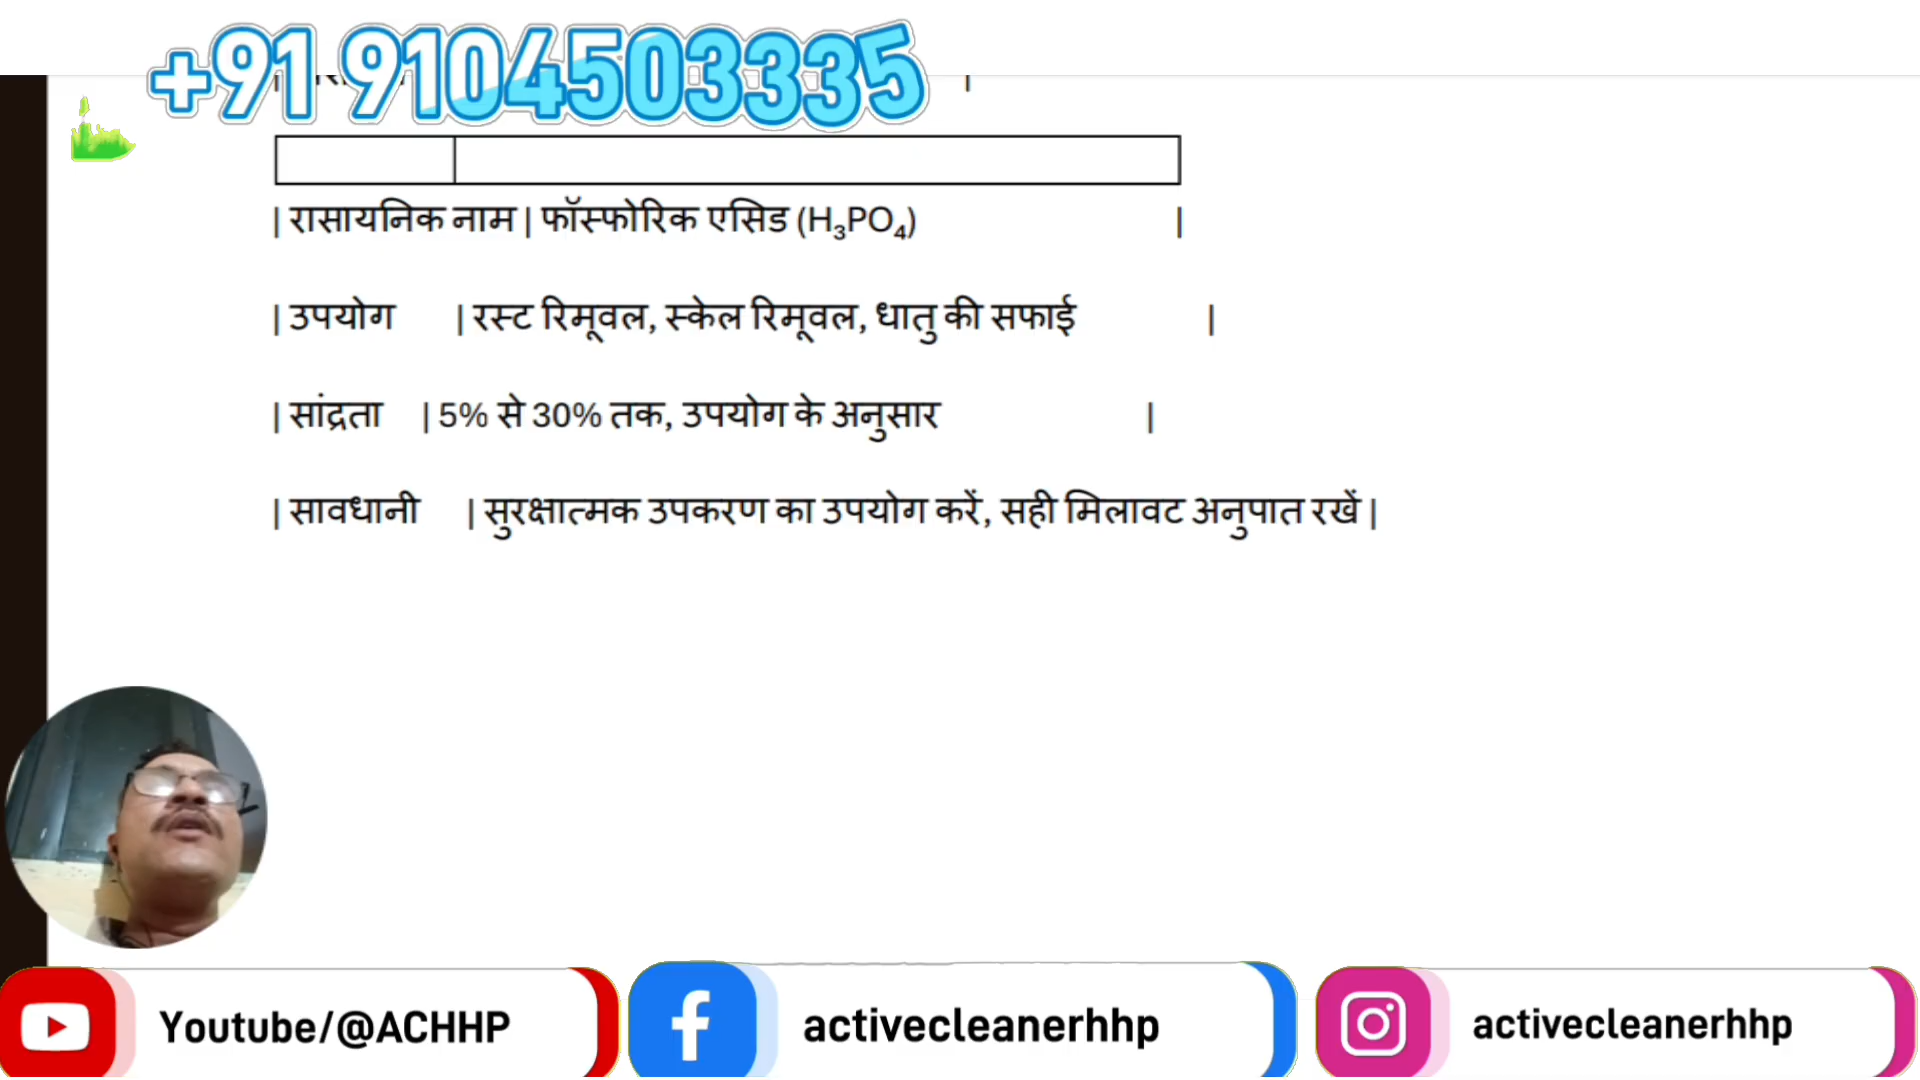 +91 9104503335
| रासायनिक नाम | फॉस्फोरिक एसिड (H₃PO₄) |
| उपयोग | रस्ट रिमूवल, स्केल रिमूवल, धातु की सफाई |
| सांद्रता | 5% से 30% तक, उपयोग के अनुसार |
| सावधानी | सुरक्षात्मक उपकरण का उपयोग करें, सही मिलावट अनुपात रखें |
Youtube/@ACHHP
activecleanerhhp
activecleanerhhp